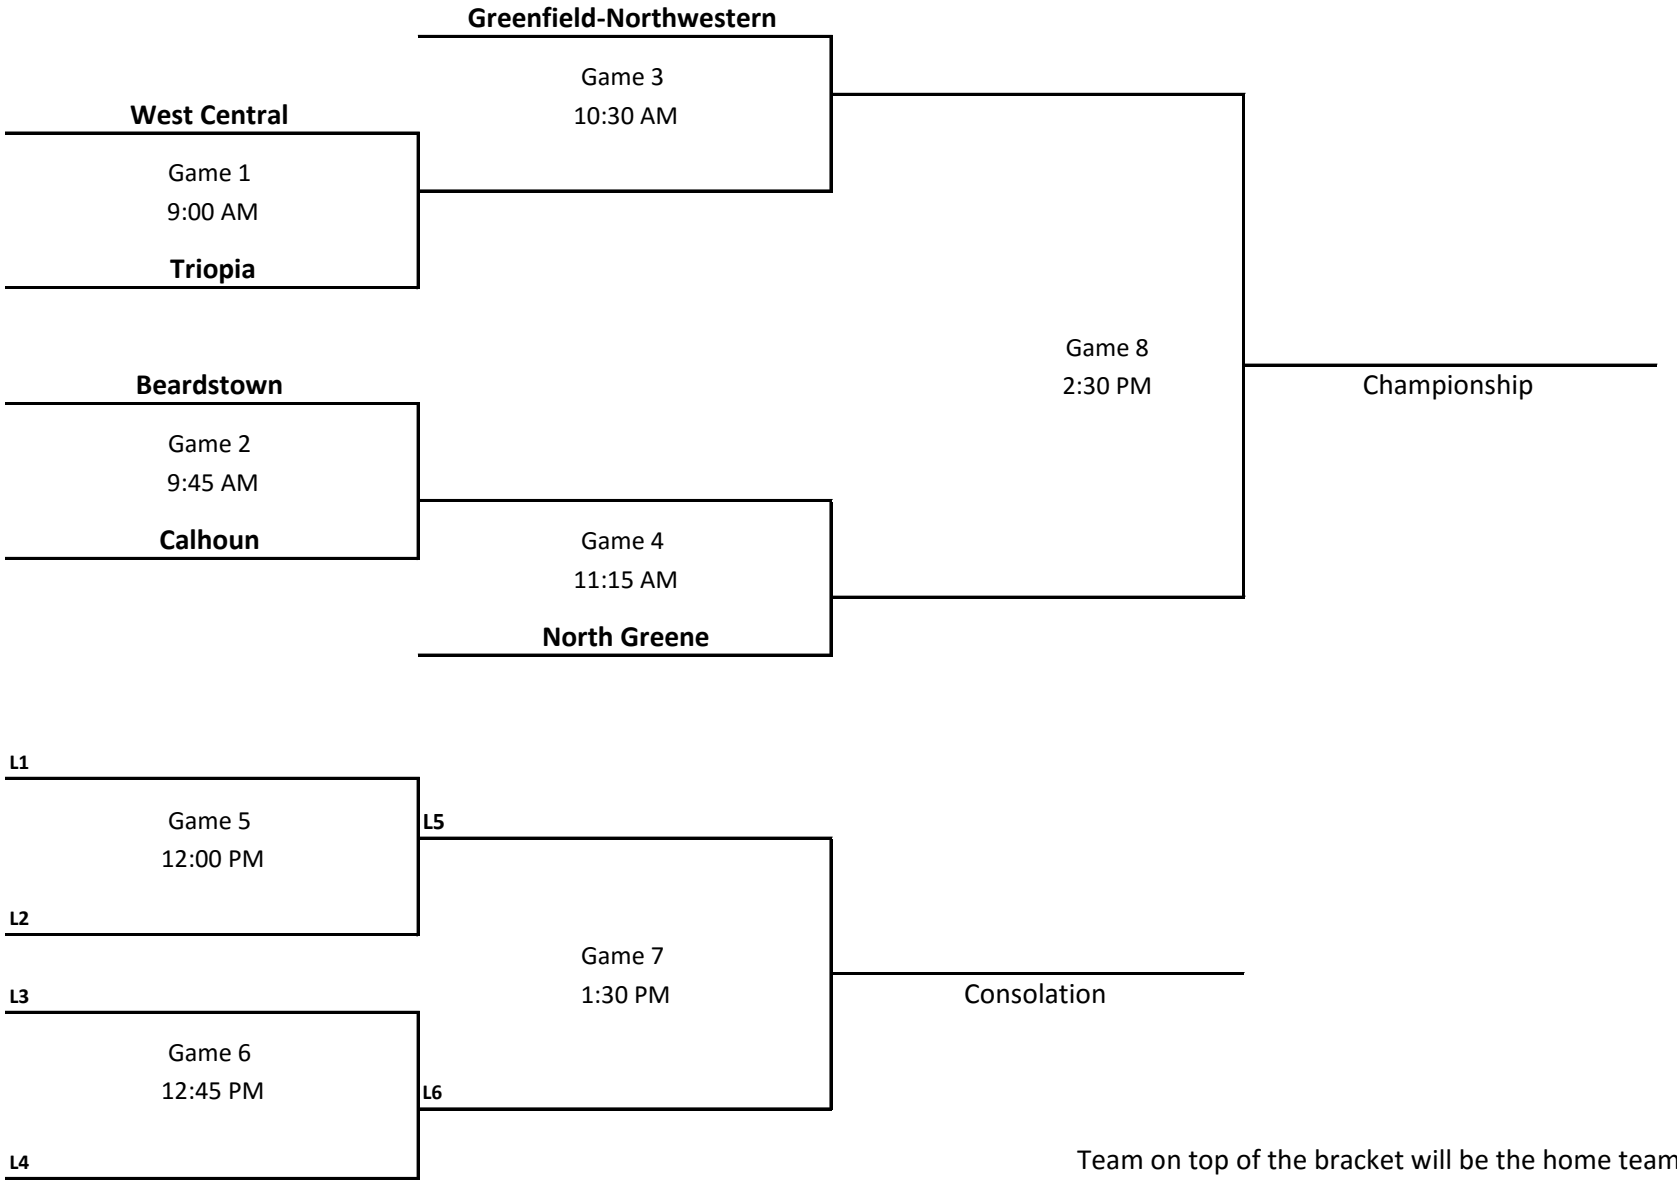 Greenfield-Northwestern
Game 3
10:30 AM
West Central
Game 1
9:00 AM
Triopia
Game 8
2:30 PM
Championship
Beardstown
Game 2
9:45 AM
Calhoun
Game 4
11:15 AM
North Greene
L1
Game 5
12:00 PM
L5
L2
Game 7
1:30 PM
Consolation
L3
Game 6
12:45 PM
L6
L4
Team on top of the bracket will be the home team